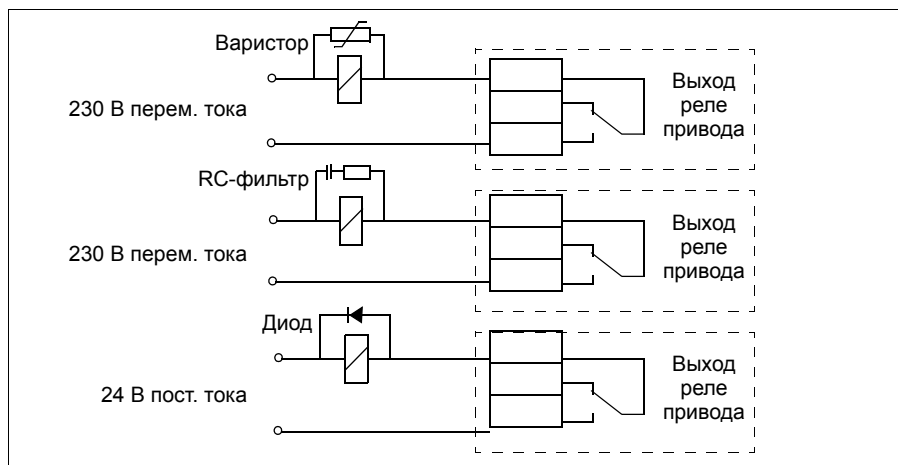 Варистор
230 В перем. тока
Выход
реле
привода
RC-фильтр
230 В перем. тока
Выход
реле
привода
Диод
24 В пост. тока
Выход
реле
привода